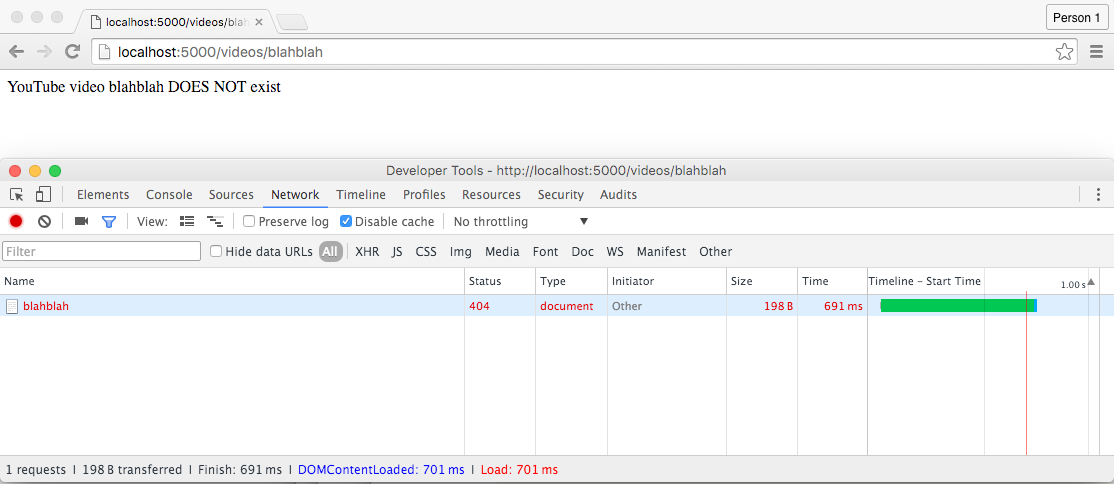 localhost:5000/videos/blah
Person 1
localhost:5000/videos/blahblah
YouTube video blahblah DOES NOT exist
Developer Tools - http://localhost:5000/videos/blahblah
Elements Console Sources Network Timeline Profiles Resources Security Audits
View: Preserve log Disable cache No throttling
Filter Hide data URLs All XHR JS CSS Img Media Font Doc WS Manifest Other
Name Status Type Initiator Size Time Timeline – Start Time 1.00 s
blahblah 404 document Other 198 B 691 ms
1 requests | 198 B transferred | Finish: 691 ms | DOMContentLoaded: 701 ms | Load: 701 ms